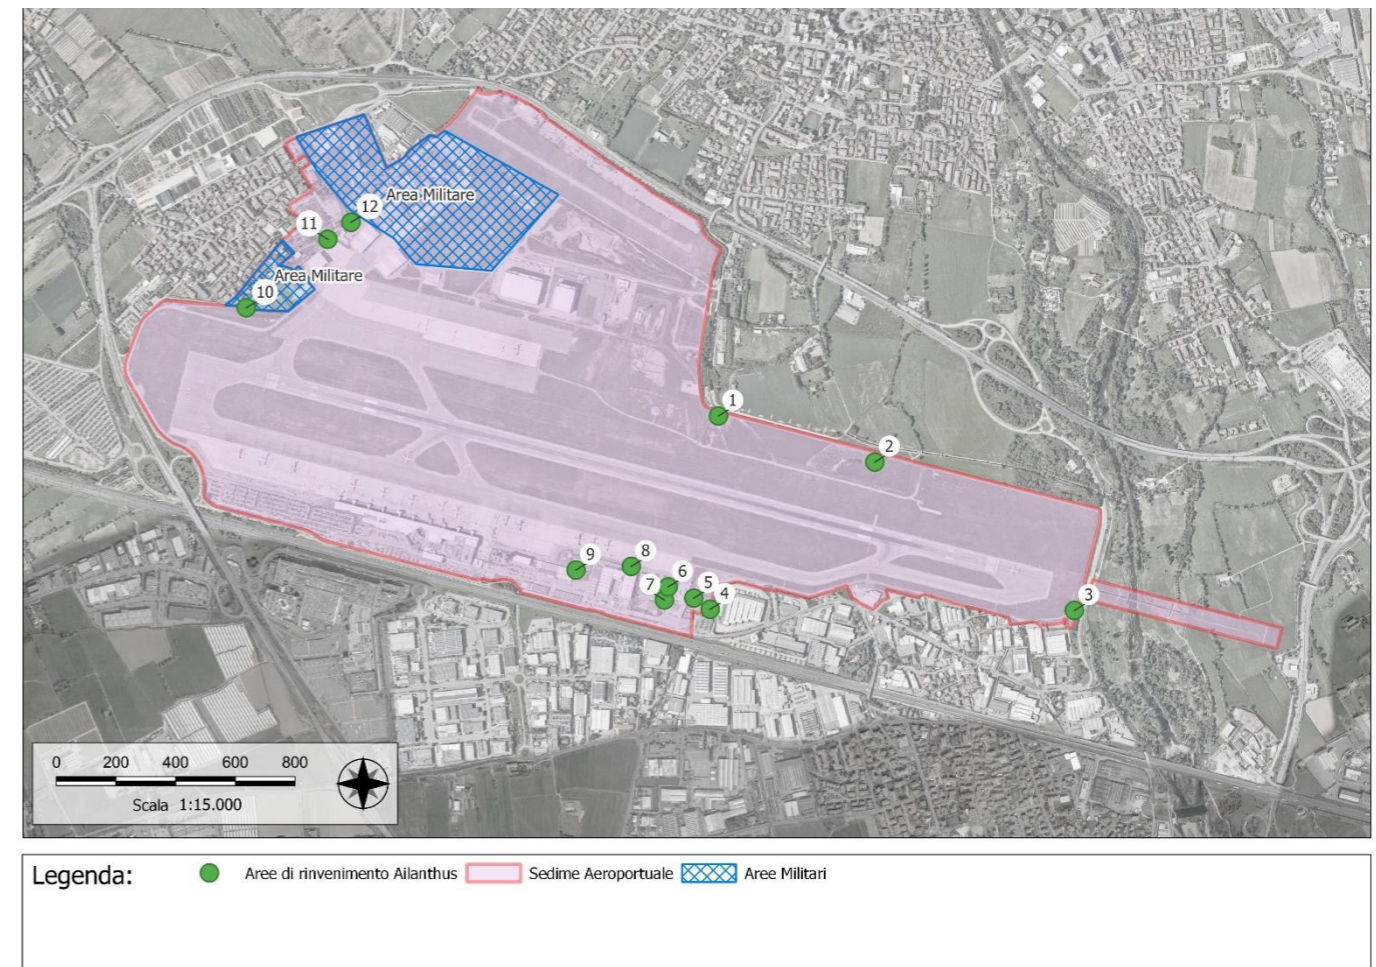 12
Area Militare
11
Area Militare
10
1
2
9
8
7
6
5
4
3
0 200 400 600 800
Scala 1:15.000
Legenda:
Aree di rinvenimento Ailanthus
Sedime Aeroportuale
Aree Militari